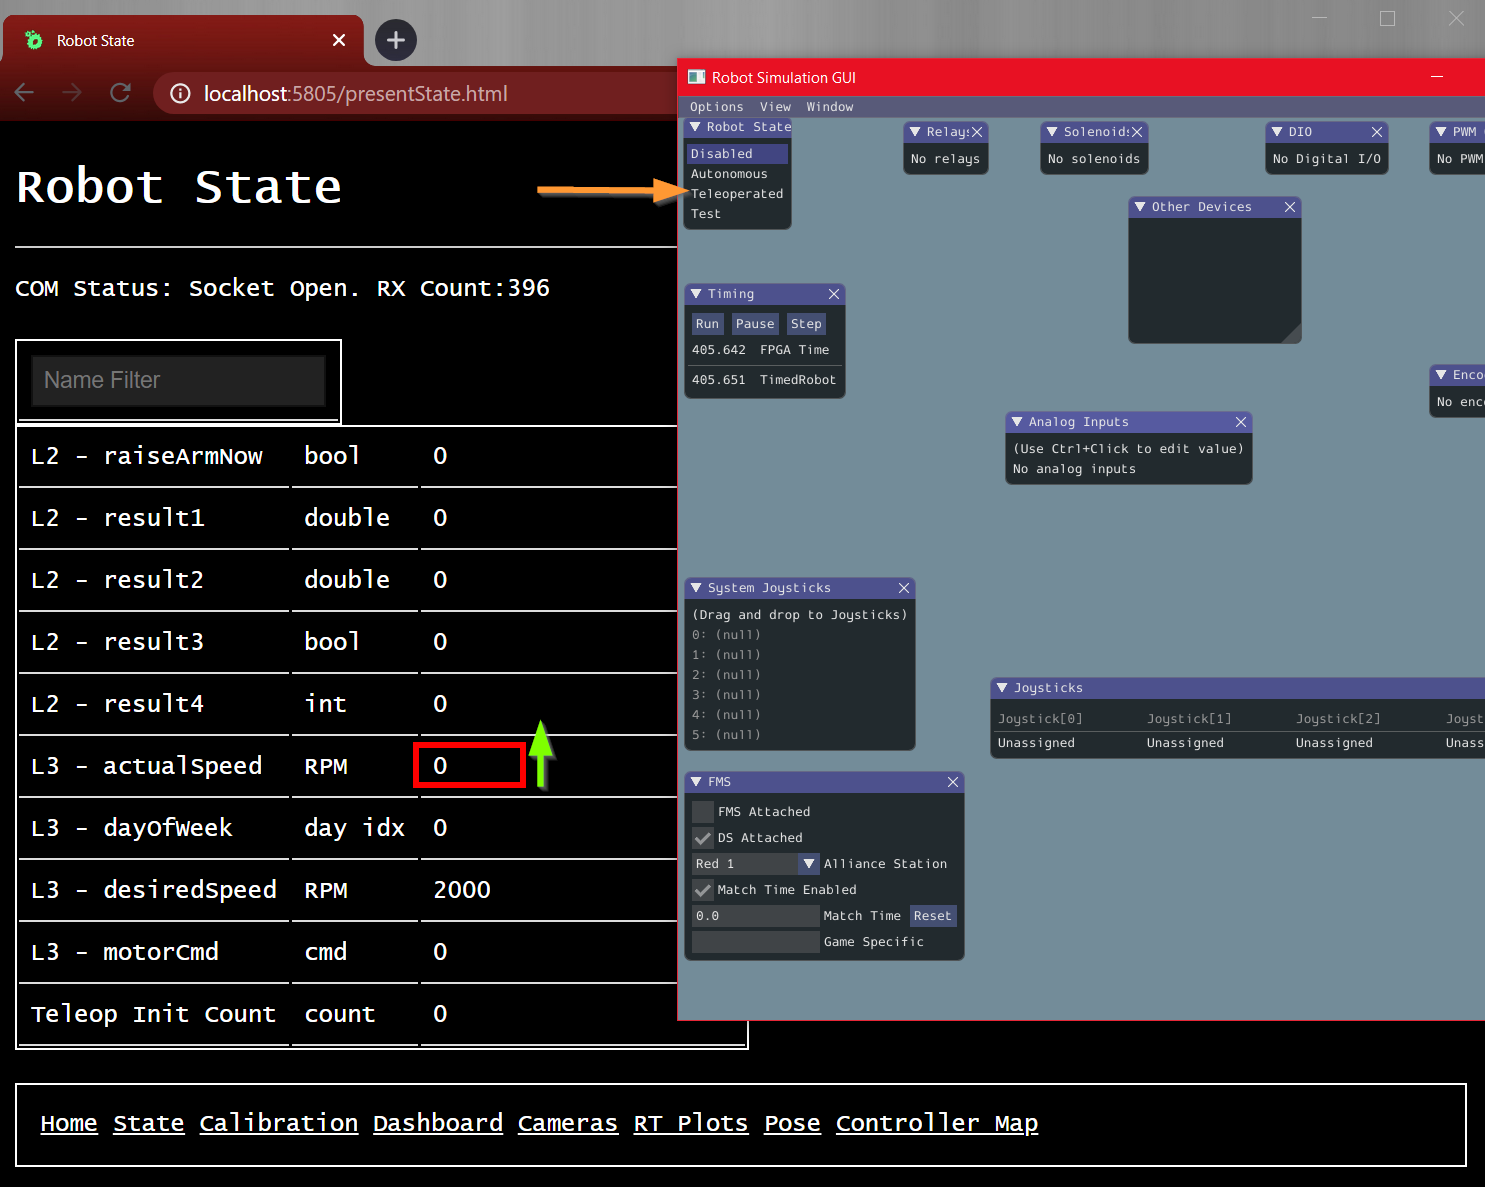 Robot State
localhost:5805/presentState.html
Robot State
COM Status: Socket Open. RX Count:396
Name Filter
L2 - raiseArmNow bool 0
L2 - result1 double 0
L2 - result2 double 0
L2 - result3 bool 0
L2 - result4 int 0
L3 - actualSpeed RPM 0
L3 - dayOfWeek day idx 0
L3 - desiredSpeed RPM 2000
L3 - motorCmd cmd 0
Teleop Init Count count 0
Home State Calibration Dashboard Cameras RT Plots Pose Controller Map
Robot Simulation GUI
Options View Window
Robot State
Disabled
Autonomous
Teleoperated
Test
Relays
No relays
Solenoids
No solenoids
DIO
No Digital I/O
PWM
No PWM
Other Devices
Timing
Run Pause Step
405.642 FPGA Time
405.651 TimedRobot
Enco
No enc
Analog Inputs
(Use Ctrl+Click to edit value)
No analog inputs
System Joysticks
(Drag and drop to Joysticks)
0: (null)
1: (null)
2: (null)
3: (null)
4: (null)
5: (null)
Joysticks
Joystick[0] Joystick[1] Joystick[2] Joyst
Unassigned Unassigned Unassigned Unass
FMS
FMS Attached
DS Attached
Red 1 Alliance Station
Match Time Enabled
0.0 Match Time Reset
Game Specific